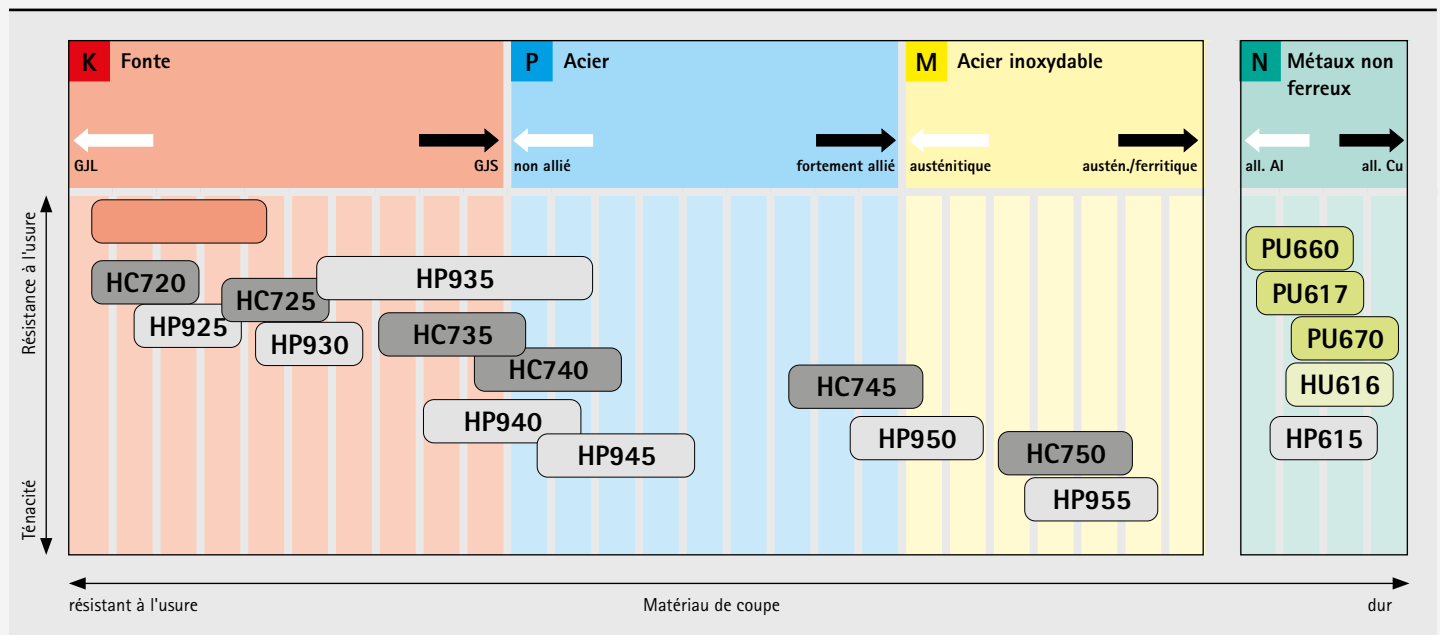 K Fonte
P Acier
M Acier inoxydable
N Métaux non
ferreux
GJL
GJS
non allié
fortement allié
austénitique
austén./ferritique
all. Al
all. Cu
Résistance à l'usure
Ténacité
HC720
HP925
HC725
HP930
HP935
HC735
HC740
HP940
HP945
HC745
HP950
HC750
HP955
PU660
PU617
PU670
HU616
HP615
résistant à l'usure
Matériau de coupe
dur